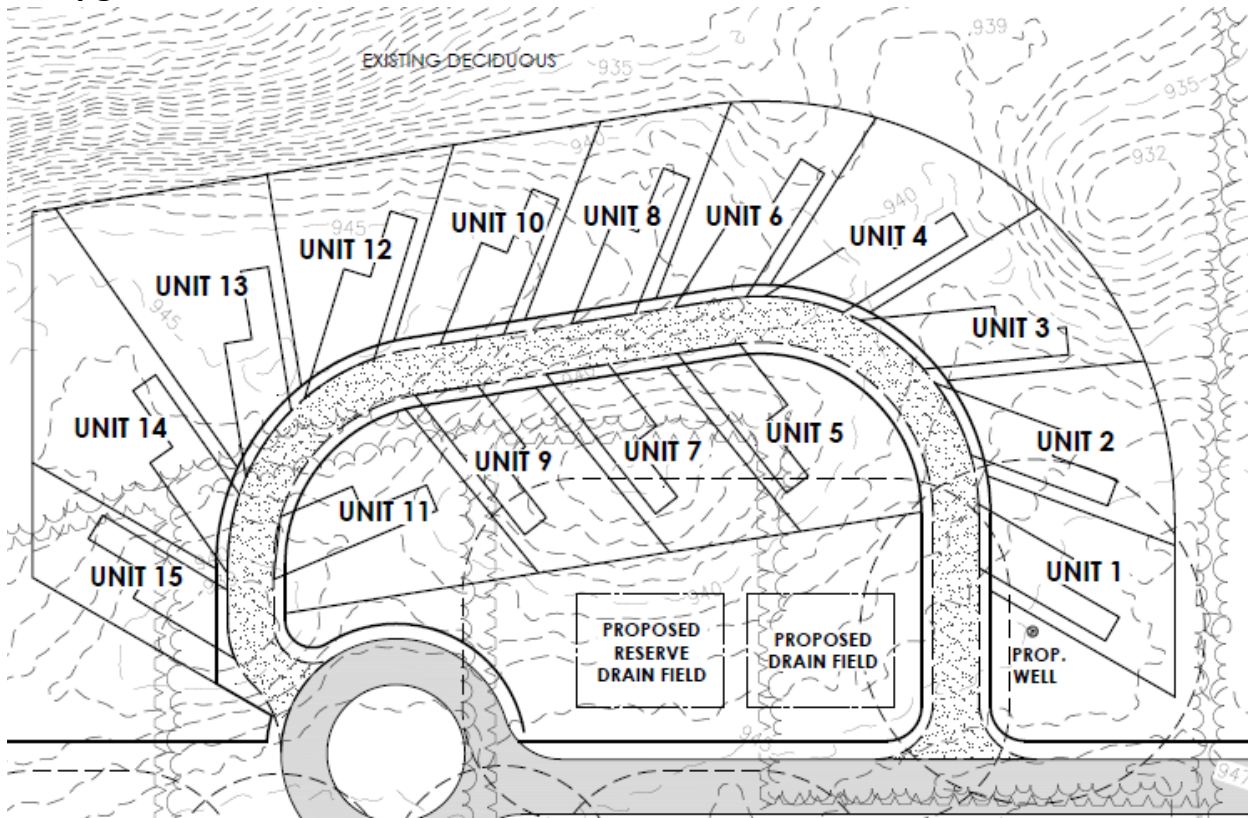 EXISTING DECIDUOUS
935
939
935
932
940
940
945
945
UNIT 10
UNIT 8
UNIT 6
UNIT 4
UNIT 12
UNIT 13
UNIT 3
UNIT 14
UNIT 5
UNIT 2
UNIT 9
UNIT 7
UNIT 11
UNIT 15
UNIT 1
940
PROPOSED
RESERVE
DRAIN FIELD
PROPOSED
DRAIN FIELD
PROP.
WELL
947